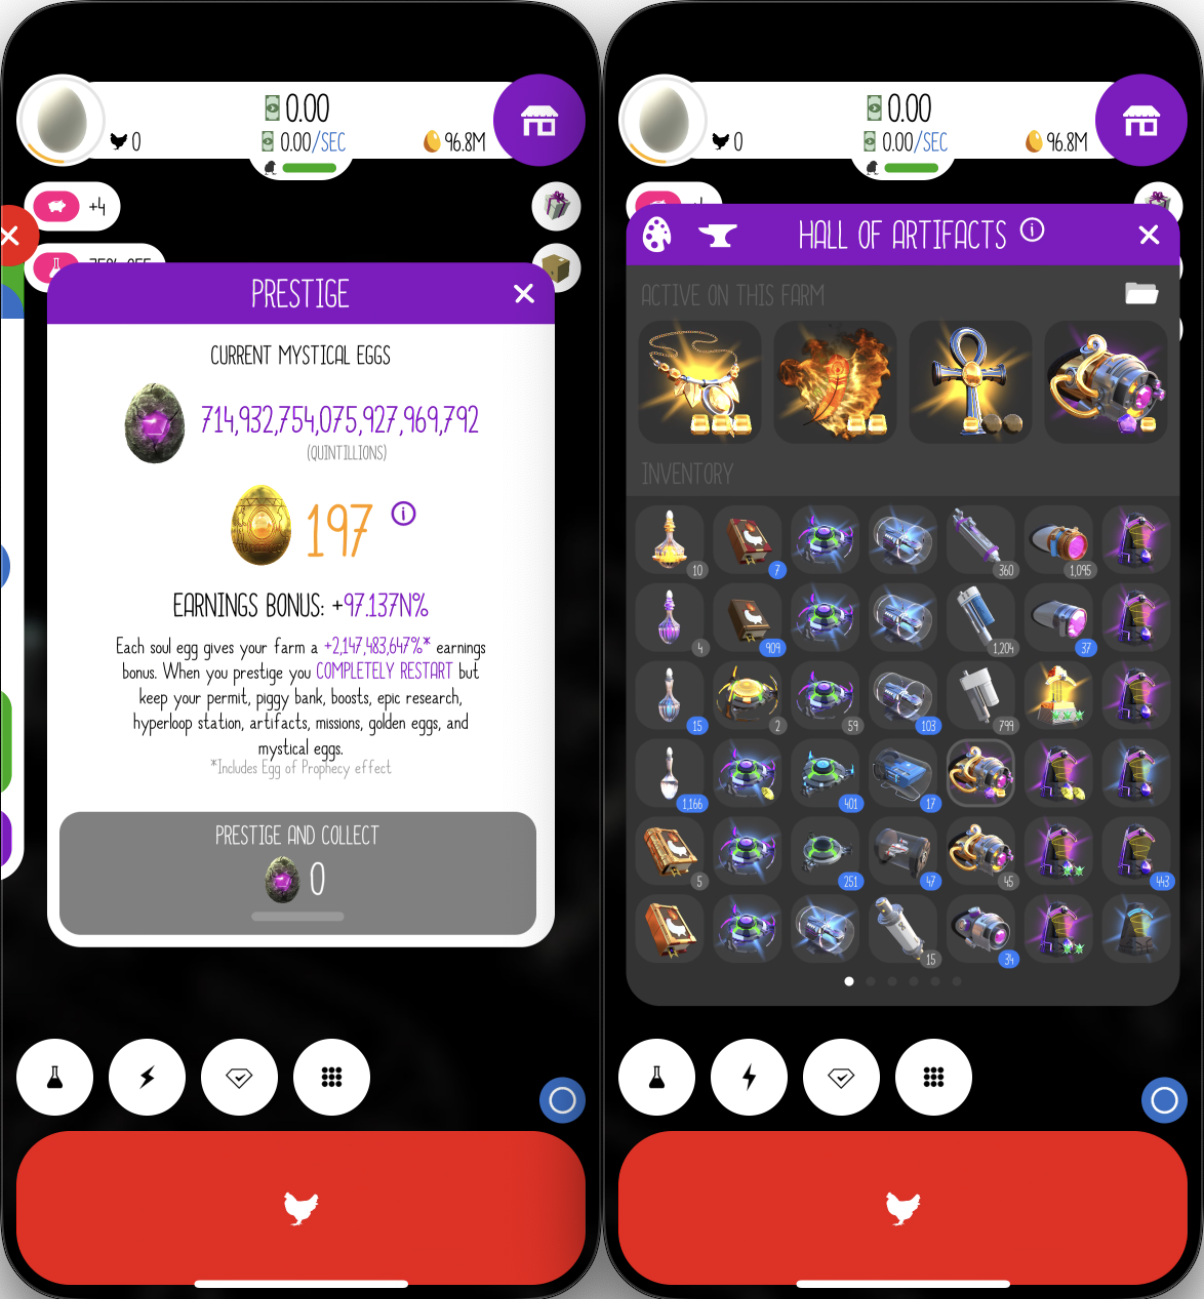 0.00
0
0.00/SEC
96.8M
+4
PRESTIGE
CURRENT MYSTICAL EGGS
714,932,754,075,927,969,792
(QUINTILLIONS)
197
EARNINGS BONUS: +97.137N%
Each soul egg gives your farm a +2,147,483,647%* earnings
bonus. When you prestige you COMPLETELY RESTART but
keep your permit, piggy bank, boosts, epic research,
hyperloop station, artifacts, missions, golden eggs, and
mystical eggs.
*Includes Egg of Prophecy effect
PRESTIGE AND COLLECT
0
0.00
0
0.00/SEC
96.8M
HALL OF ARTIFACTS
ACTIVE ON THIS FARM
INVENTORY
10
7
360
1,095
4
909
1,204
37
15
2
59
103
799
1,166
401
17
5
251
47
45
443
15
34